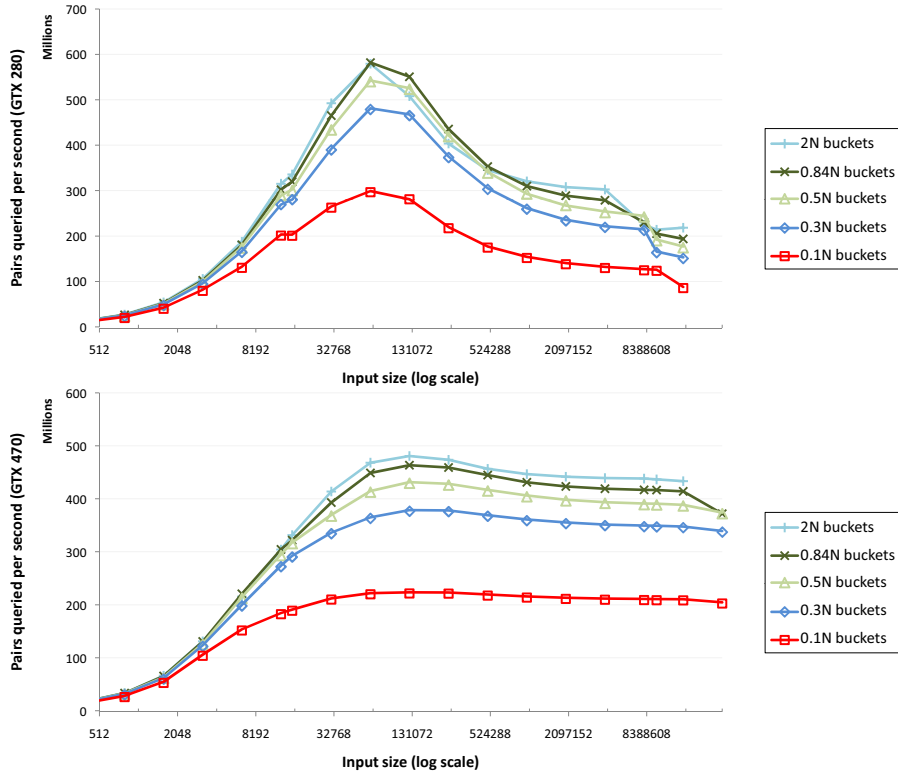 Pairs queried per second (GTX 280)
Millions
700
600
500
400
300
200
100
0
512
2048
8192
32768
131072
524288
2097152
8388608
Input size (log scale)
2N buckets
0.84N buckets
0.5N buckets
0.3N buckets
0.1N buckets
Pairs queried per second (GTX 470)
Millions
600
500
400
300
200
100
0
512
2048
8192
32768
131072
524288
2097152
8388608
Input size (log scale)
2N buckets
0.84N buckets
0.5N buckets
0.3N buckets
0.1N buckets